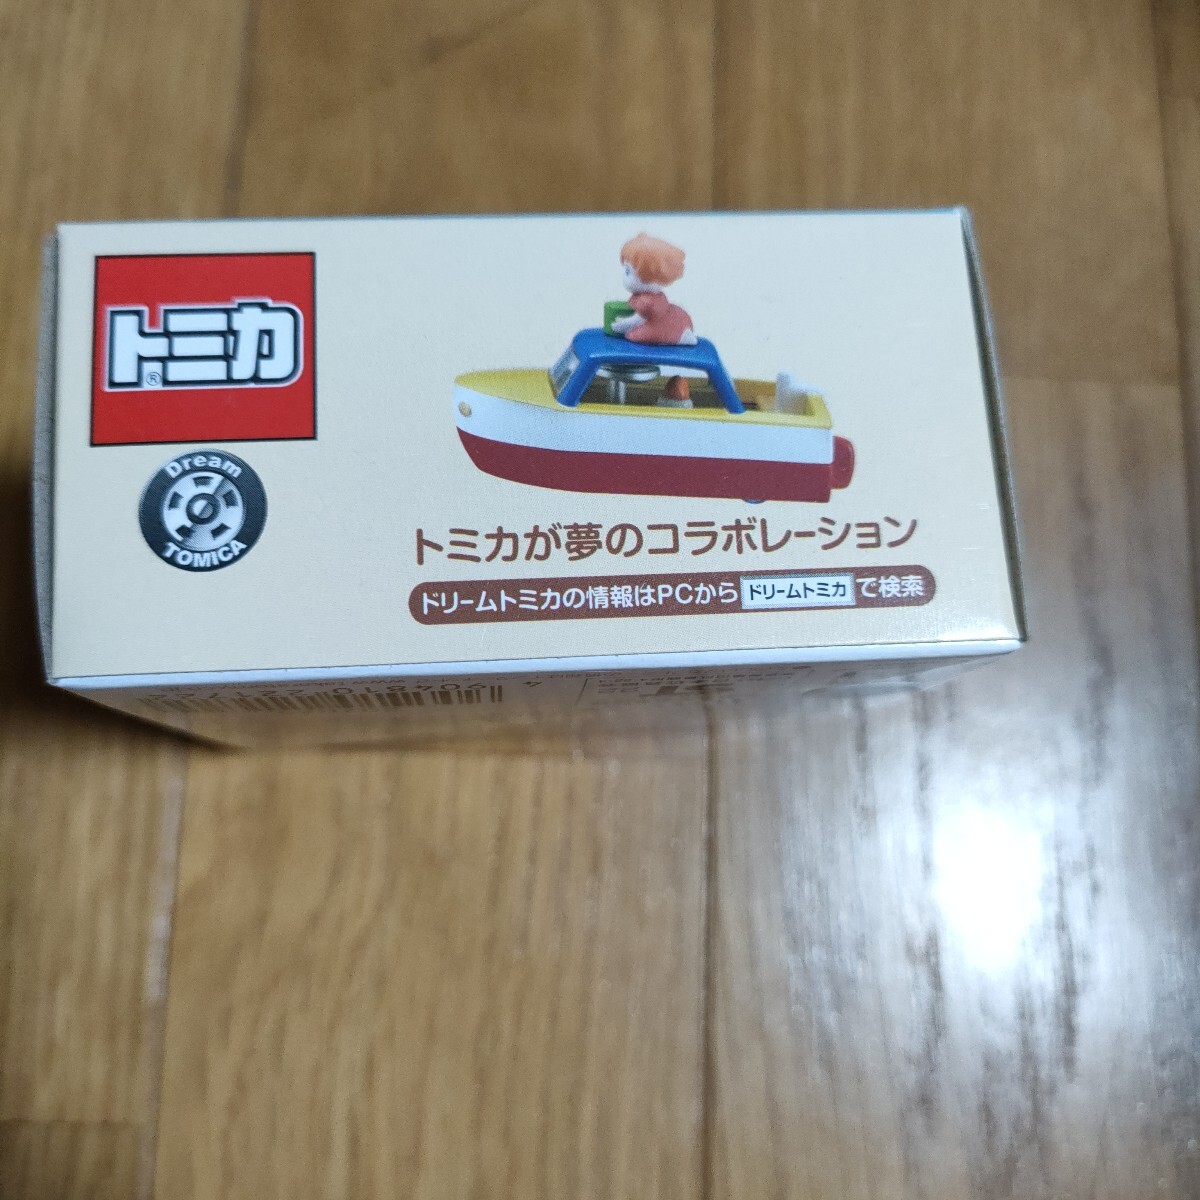 トミカ®
Dream
TOMICA
トミカが夢のコラボレーション
ドリームトミカの情報はPCから ドリームトミカ で検索